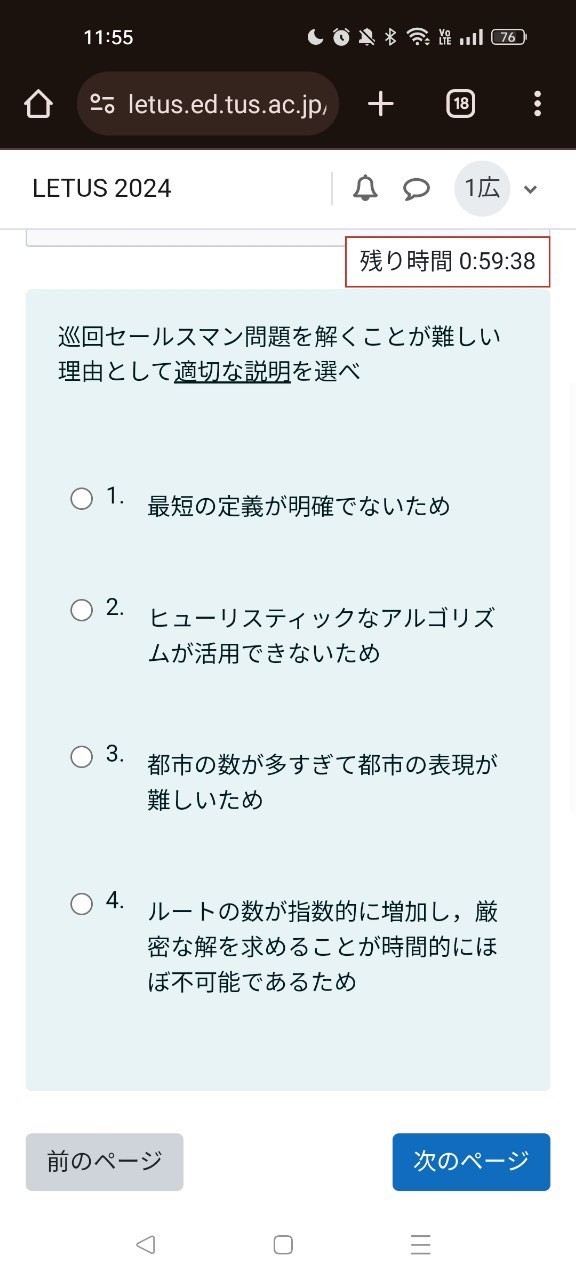 11:55
Vo LTE
76
letus.ed.tus.ac.jp/
18
LETUS 2024
1広
残り時間 0:59:38
巡回セールスマン問題を解くことが難しい
理由として適切な説明を選べ
1. 最短の定義が明確でないため
2. ヒューリスティックなアルゴリズ
ムが活用できないため
3. 都市の数が多すぎて都市の表現が
難しいため
4. ルートの数が指数的に増加し，厳
密な解を求めることが時間的にほ
ぼ不可能であるため
前のページ
次のページ